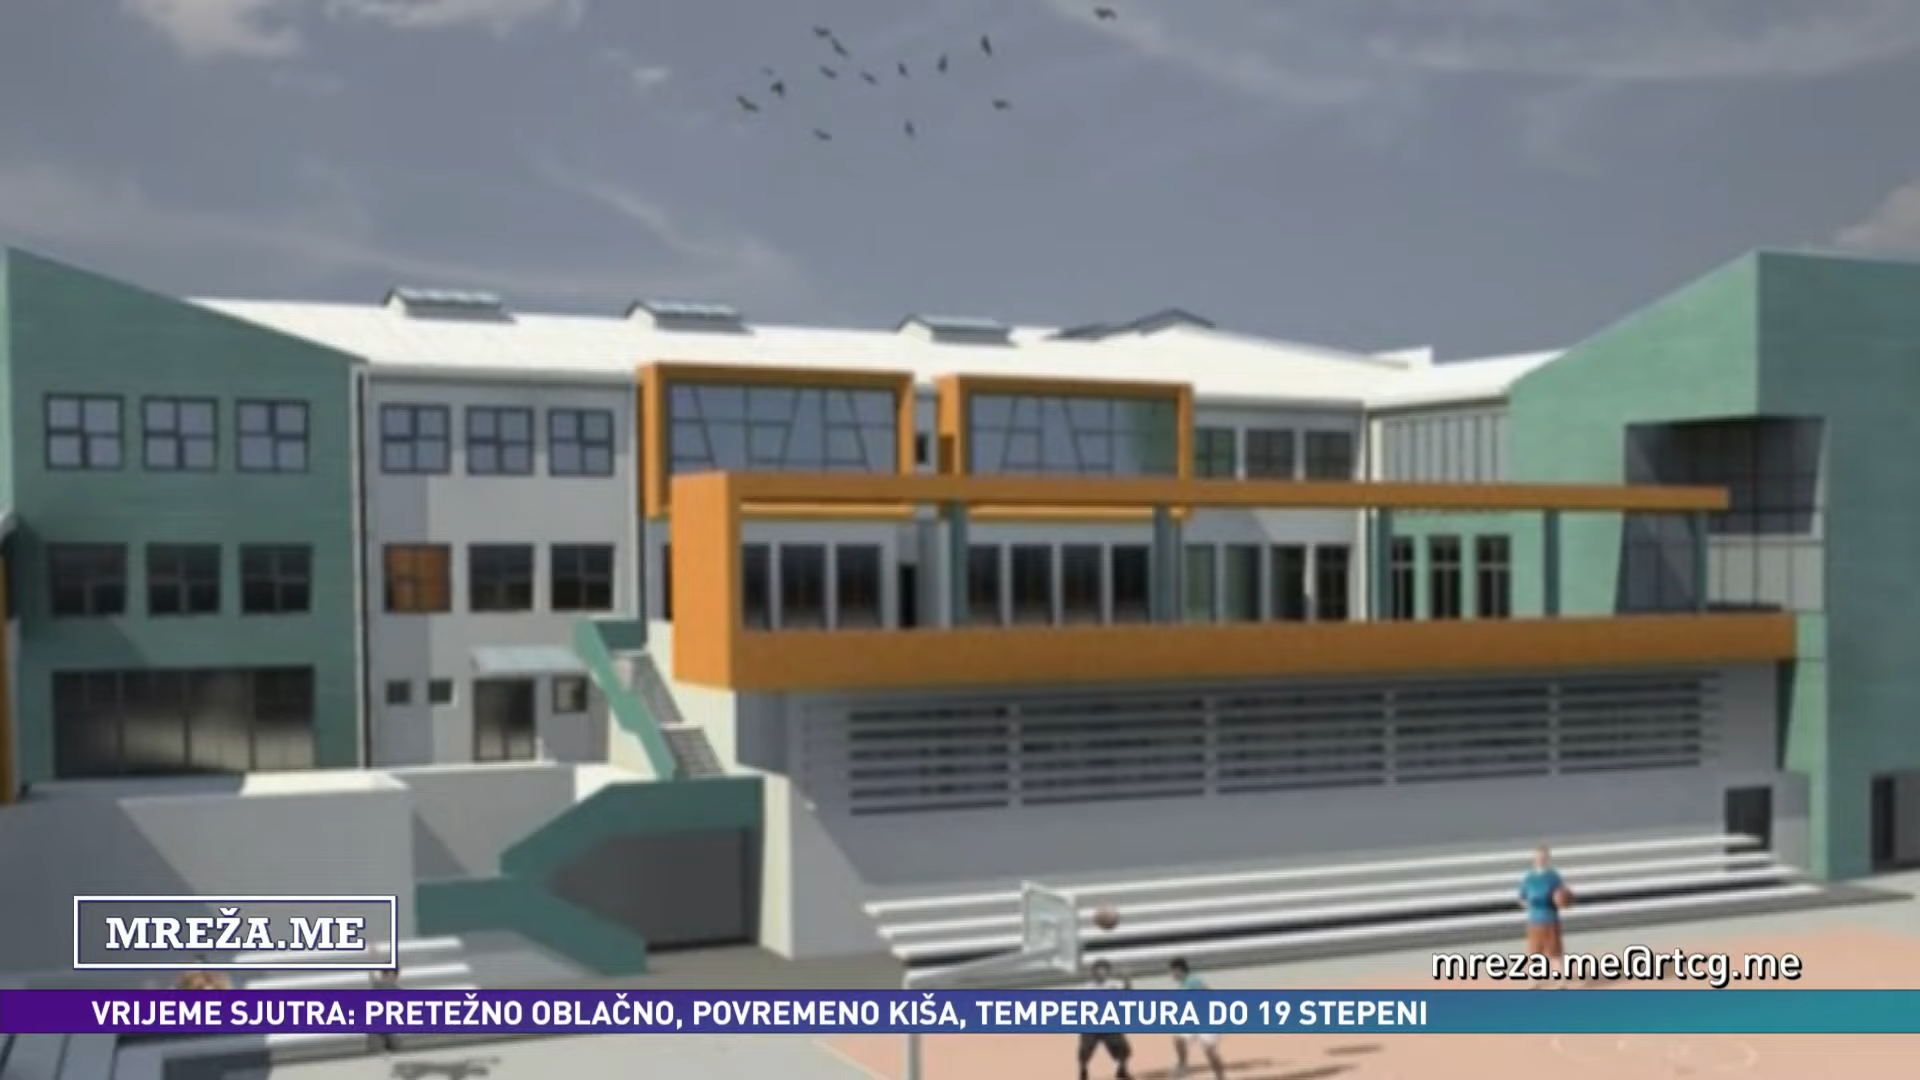 MREŽA.ME
mreza.me@rtcg.me
VRIJEME SJUTRA: PRETEŽNO OBLAČNO, POVREMENO KIŠA, TEMPERATURA DO 19 STEPENI